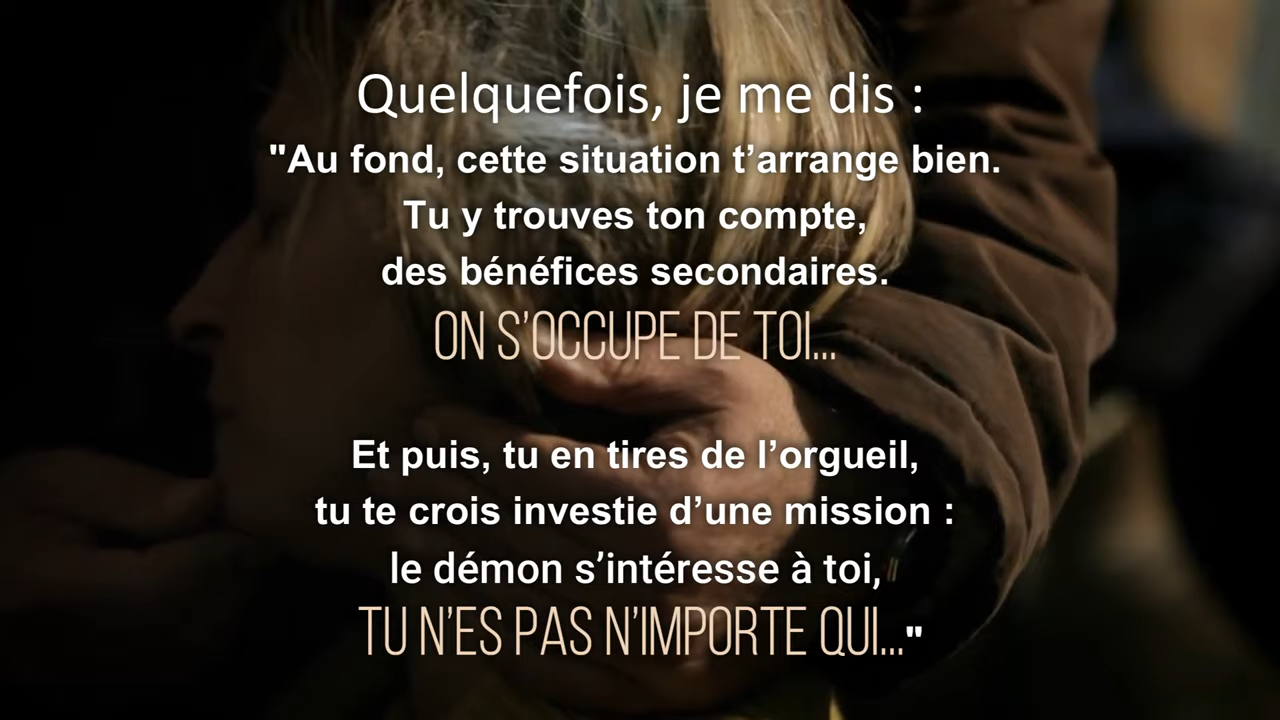 Quelquefois, je me dis :
"Au fond, cette situation t’arrange bien.
Tu y trouves ton compte,
des bénéfices secondaires.
ON S’OCCUPE DE TOI...
Et puis, tu en tires de l’orgueil,
tu te crois investie d’une mission :
le démon s’intéresse à toi,
TU N’ES PAS N’IMPORTE QUI..."